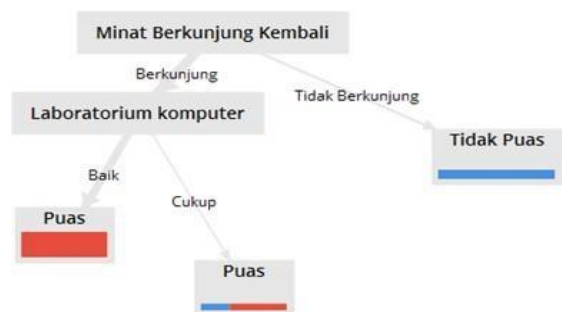 Minat Berkunjung Kembali
Berkunjung
Tidak Berkunjung
Laboratorium komputer
Tidak Puas
Baik
Cukup
Puas
Puas